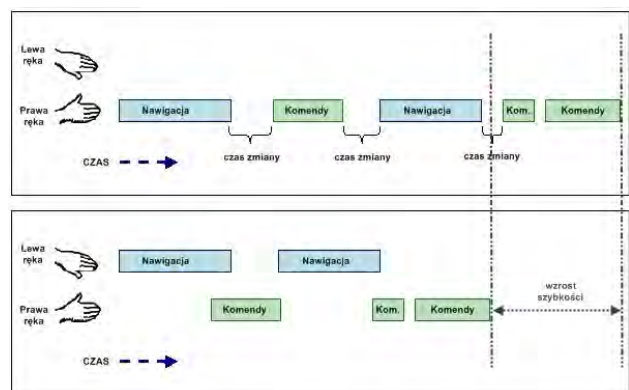 Lewa
ręka
Prawa
ręka
Nawigacja
Komendy
Nawigacja
Kom.
Komendy
czas zmiany
czas zmiany
czas zmiany
CZAS
Lewa
ręka
Nawigacja
Nawigacja
wzrost
szybkości
Prawa
ręka
Komendy
Kom.
Komendy
CZAS